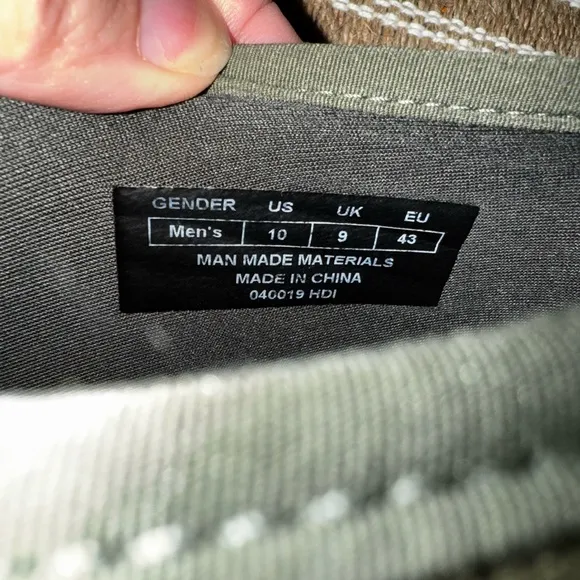 GENDER US UK EU
Men's 10 9 43
MAN MADE MATERIALS
MADE IN CHINA
040019 HDI